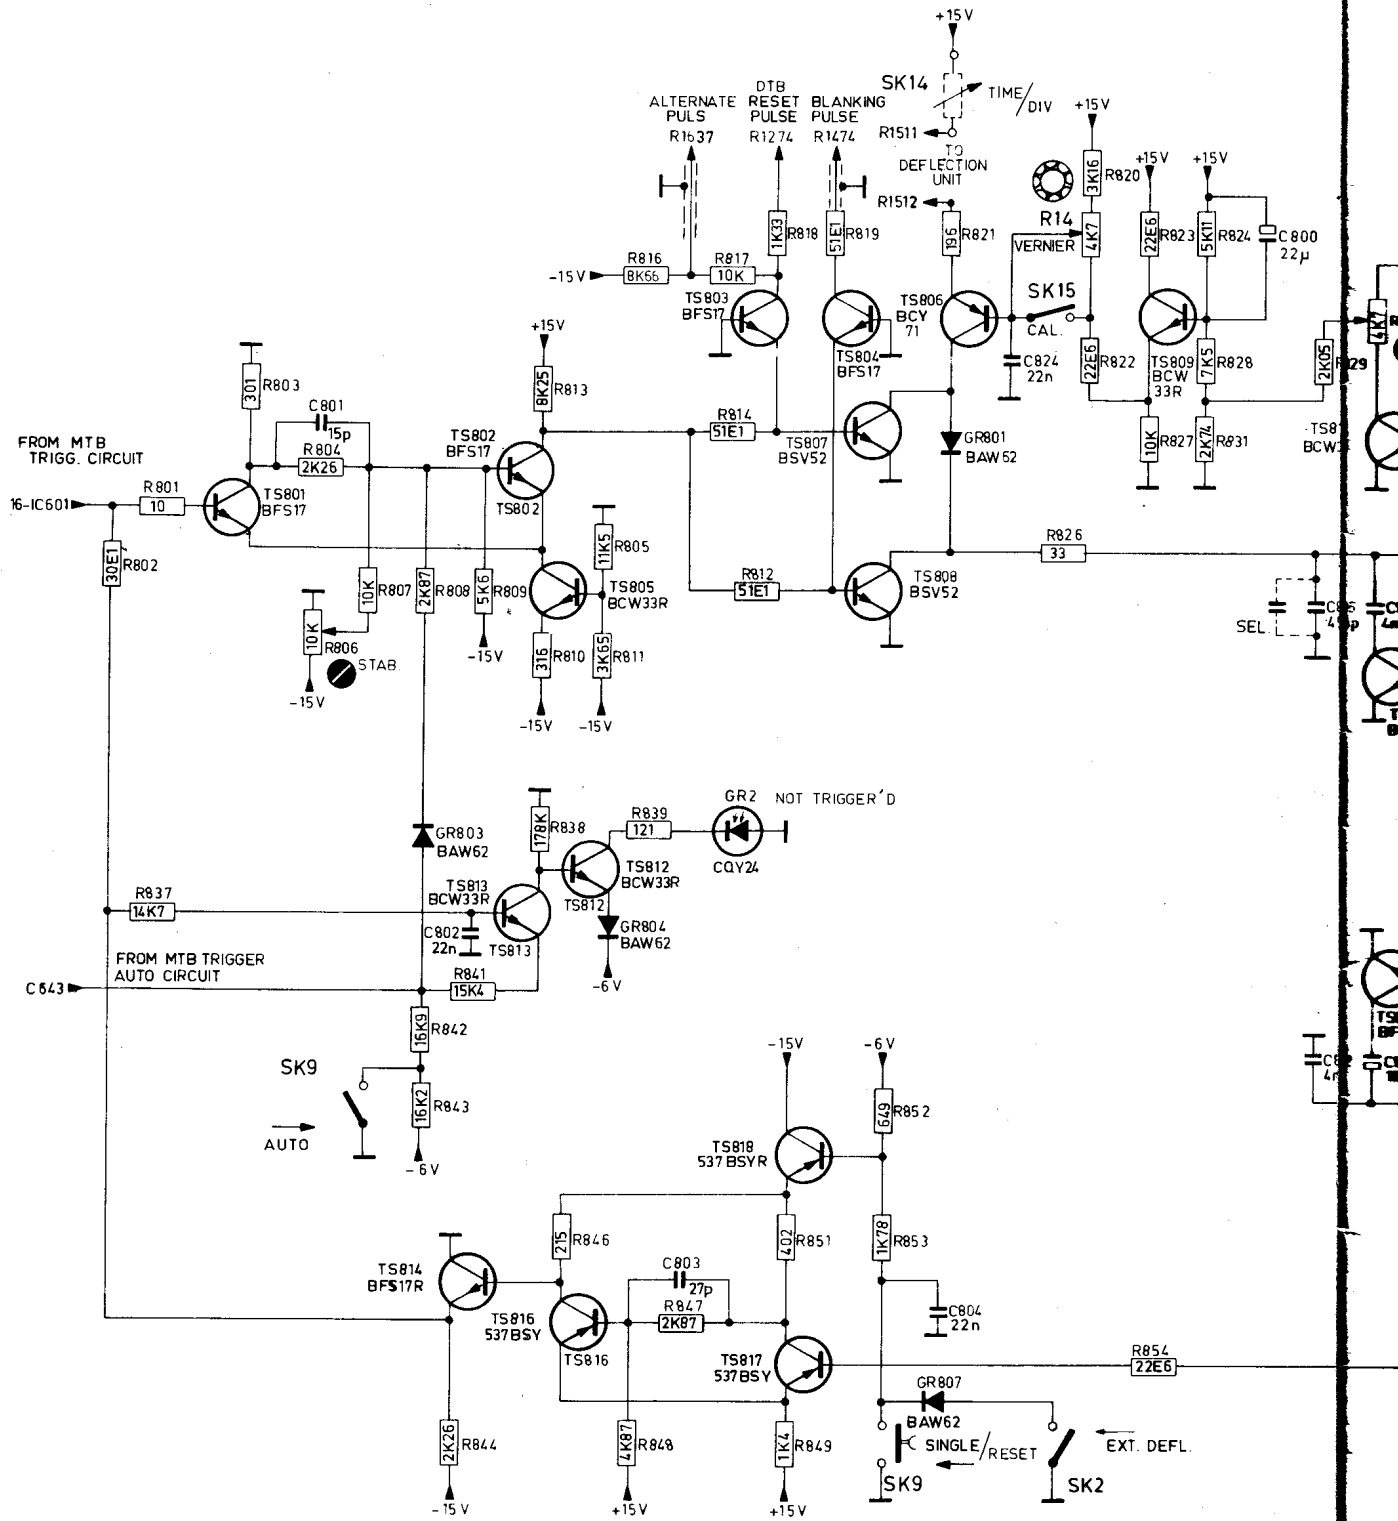 +15V
SK14
TIME/DIV
ALTERNATE PULS
R1637
DTB RESET PULSE
R1274
BLANKING PULSE
R1474
R1511
TO DEFLECTION UNIT
R1512
+15V
3K16
R820
R14
VERNIER
4K7
+15V
+15V
22E6
R823
5K11
R824
C800
22µ
1K33
R818
51E1
R819
196
R821
-15V
R816
8K66
R817
10K
TS803
BFS17
TS804
BFS17
TS806
BCY
71
SK15
CAL.
C824
22n
22E6
R822
TS809
BCW
33R
7K5
R828
2K05
4K7
10K
R827
2K74
R831
+15V
8K25
R813
301
R803
C801
15p
R804
2K26
TS802
BFS17
TS802
R814
51E1
TS807
BSV52
GR801
BAW62
FROM MTB
TRIGG. CIRCUIT
16-IC601
R801
10
TS801
BFS17
30E1
R802
10K
R807
2K87
R808
5K6
R809
-15V
10K
R806
STAB.
-15V
11K5
R805
TS805
BCW33R
316
R810
3K65
R811
-15V
-15V
R812
51E1
TS808
BSV52
R826
33
SEL.
GR803
BAW62
178K
R838
R839
121
GR2
NOT TRIGGER'D
CQY24
TS812
BCW33R
TS812
TS813
BCW33R
TS813
GR804
BAW62
-6V
R837
14K7
C802
22n
FROM MTB TRIGGER
AUTO CIRCUIT
C643
R841
15K4
16K9
R842
SK9
16K2
R843
AUTO
-6V
-15V
-6V
649
R852
TS818
537BSYR
215
R846
402
R851
1K78
R853
TS814
BFS17R
C803
27p
R847
2K87
TS816
537BSY
TS816
TS817
537BSY
C804
22n
R854
22E6
GR807
BAW62
SINGLE/RESET
EXT. DEFL.
SK9
SK2
2K26
R844
4K87
R848
1K4
R849
-15V
+15V
+15V